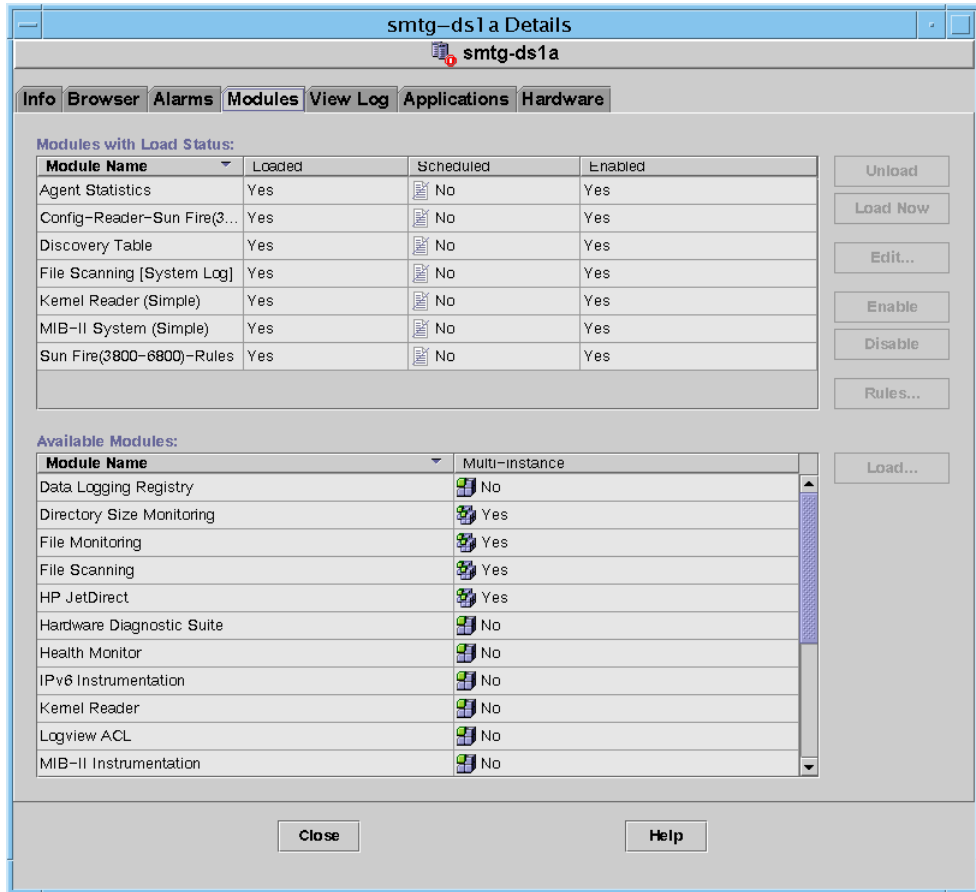 smtg-ds1a Details
smtg-ds1a
Info Browser Alarms Modules View Log Applications Hardware
Modules with Load Status:
Module Name Loaded Scheduled Enabled
Agent Statistics Yes No Yes
Config-Reader-Sun Fire(3... Yes No Yes
Discovery Table Yes No Yes
File Scanning [System Log] Yes No Yes
Kernel Reader (Simple) Yes No Yes
MIB-II System (Simple) Yes No Yes
Sun Fire(3800-6800)-Rules Yes No Yes
Unload
Load Now
Edit...
Enable
Disable
Rules...
Available Modules:
Module Name Multi-Instance
Data Logging Registry No
Directory Size Monitoring Yes
File Monitoring Yes
File Scanning Yes
HP JetDirect Yes
Hardware Diagnostic Suite No
Health Monitor No
IPv6 Instrumentation No
Kernel Reader No
Logview ACL No
MIB-II Instrumentation No
Load...
Close Help